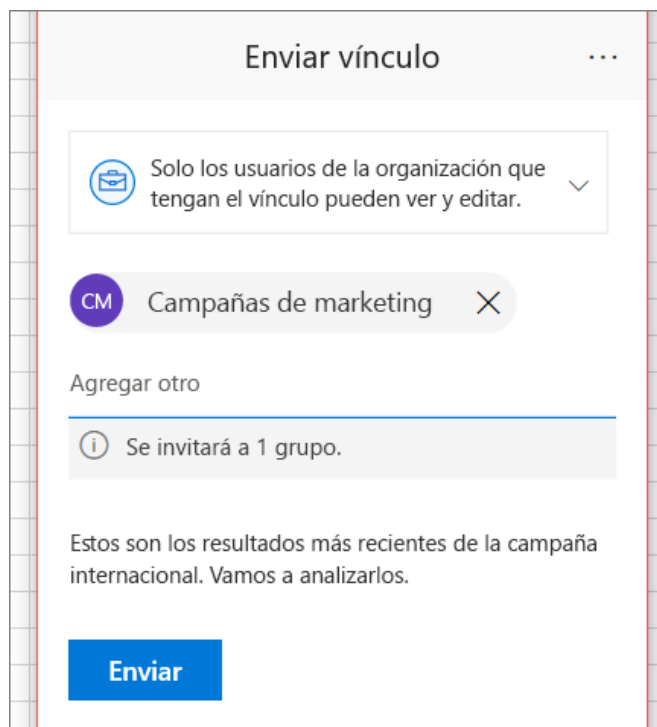 Enviar vínculo
Solo los usuarios de la organización que
tengan el vínculo pueden ver y editar.
CM Campañas de marketing
Agregar otro
Se invitará a 1 grupo.
Estos son los resultados más recientes de la campaña
internacional. Vamos a analizarlos.
Enviar